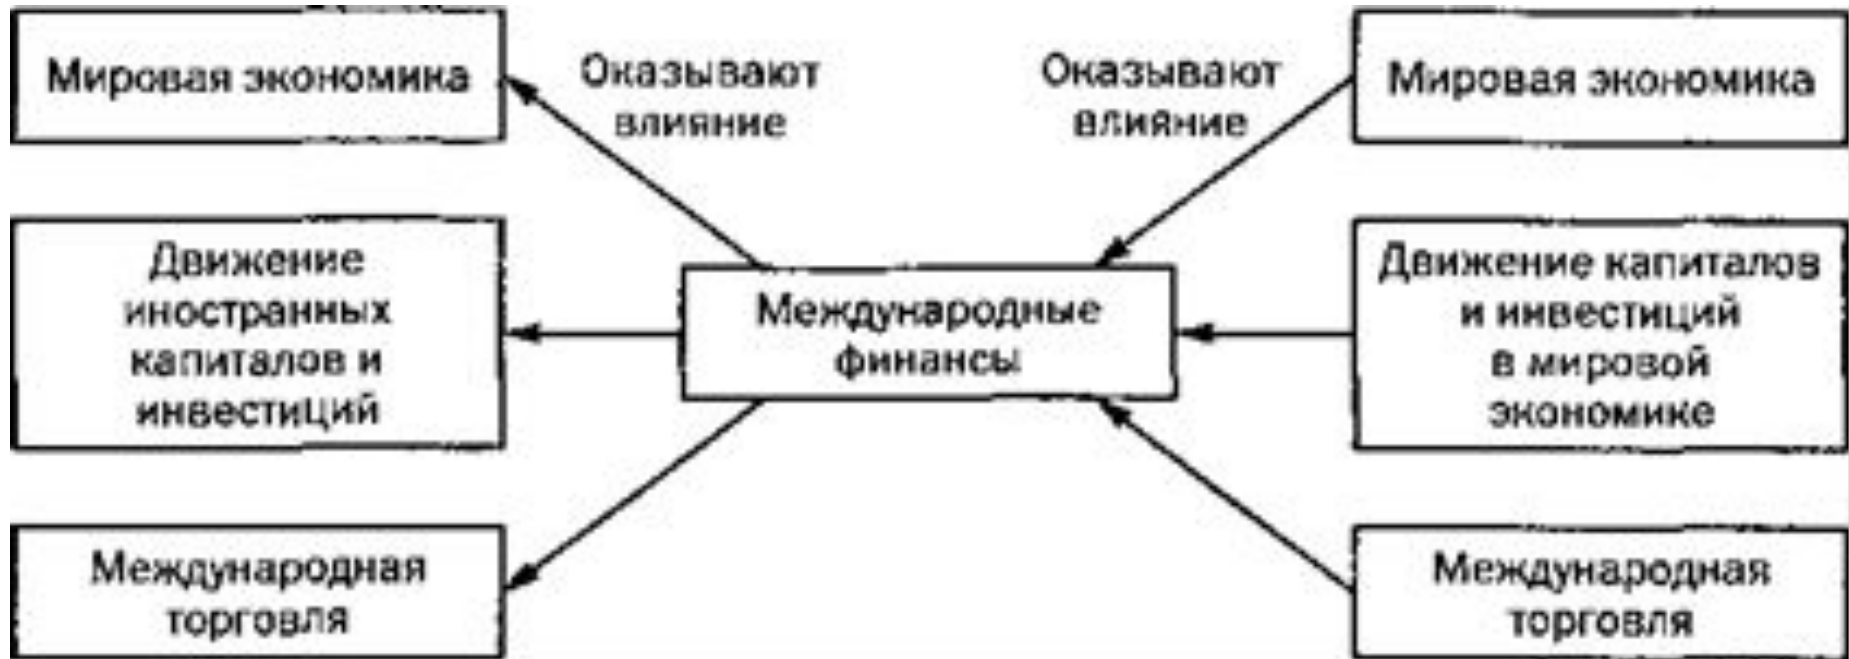 Мировая экономика
Оказывают
влияние
Оказывают
влияние
Мировая экономика
Движение
иностранных
капиталов и
инвестиций
Международные
финансы
Движение капиталов
и инвестиций
в мировой
экономике
Международная
торговля
Международная
торговля